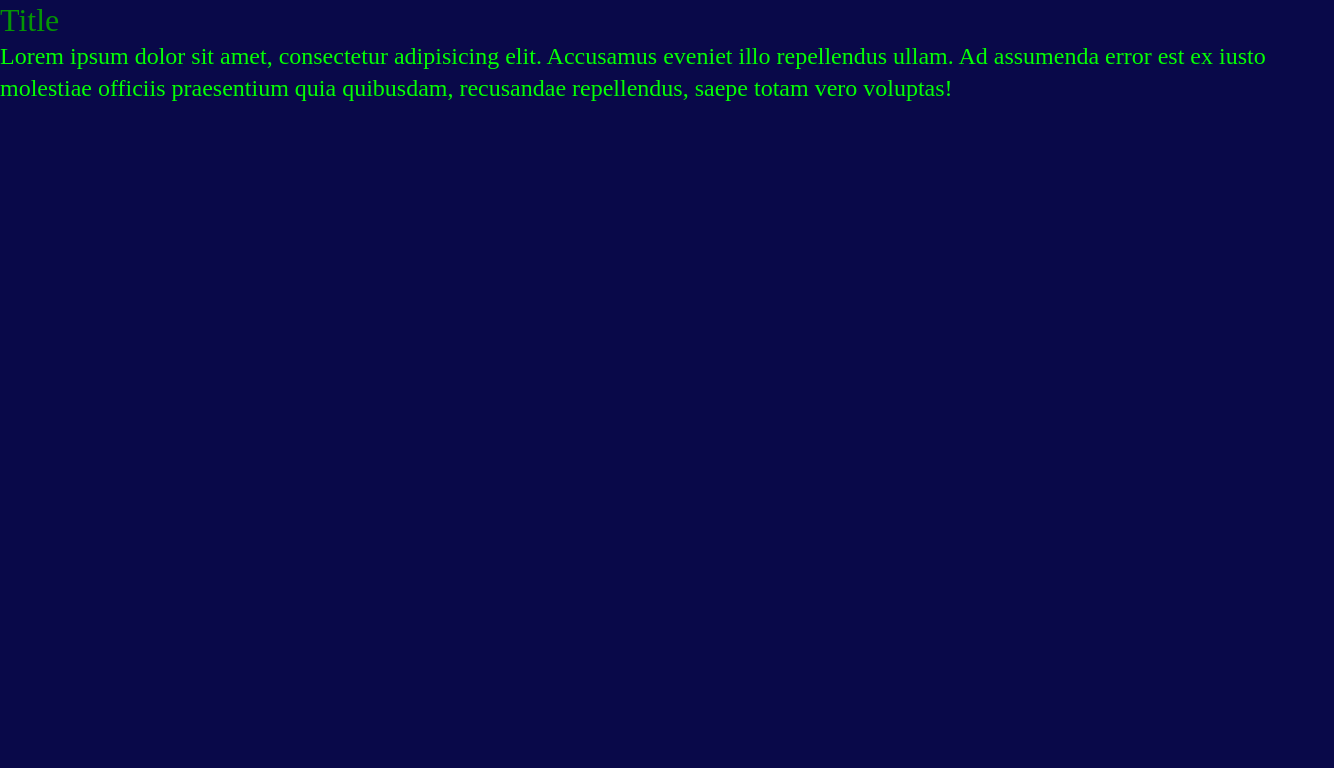 Title
Lorem ipsum dolor sit amet, consectetur adipisicing elit. Accusamus eveniet illo repellendus ullam. Ad assumenda error est ex iusto
molestiae officiis praesentium quia quibusdam, recusandae repellendus, saepe totam vero voluptas!